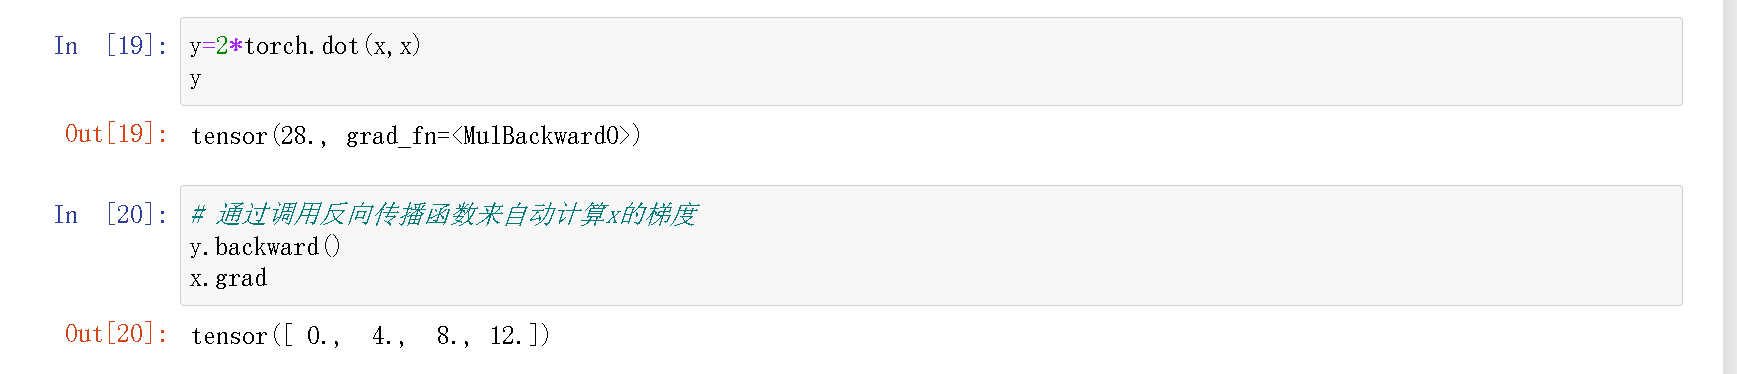 In [19]: y=2*torch.dot(x,x)
y
Out[19]: tensor(28., grad_fn=<MulBackward0>)
In [20]: # 通过调用反向传播函数来自动计算x的梯度
y.backward()
x.grad
Out[20]: tensor([ 0., 4., 8., 12.])